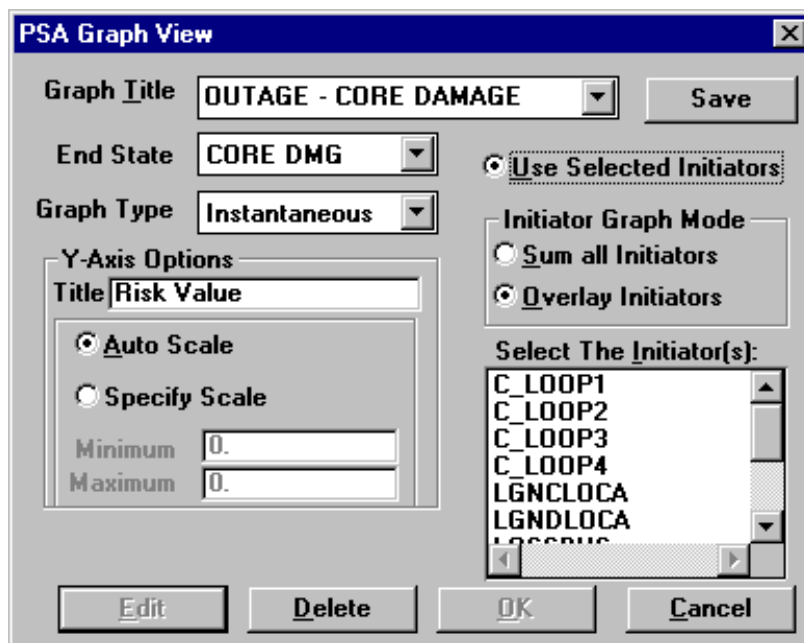 PSA Graph View
Graph Title OUTAGE - CORE DAMAGE Save
End State CORE DMG
Use Selected Initiators
Graph Type Instantaneous
Initiator Graph Mode
Sum all Initiators
Overlay Initiators
Y-Axis Options
Title Risk Value
Auto Scale
Specify Scale
Minimum 0.
Maximum 0.
Select The Initiator(s):
C_LOOP1
C_LOOP2
C_LOOP3
C_LOOP4
LGNCLOCA
LGNDLOCA
Edit Delete OK Cancel